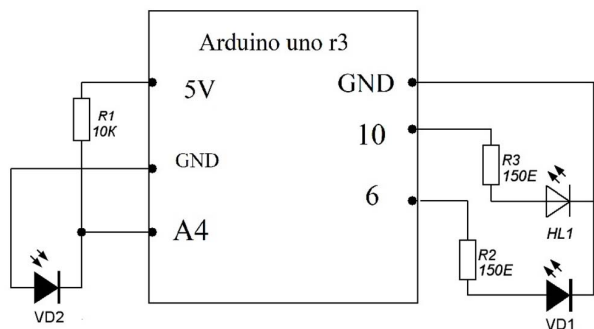 Arduino uno r3
5V
GND
R1
10K
GND
10
R3
150E
A4
6
HL1
R2
150E
VD2
VD1